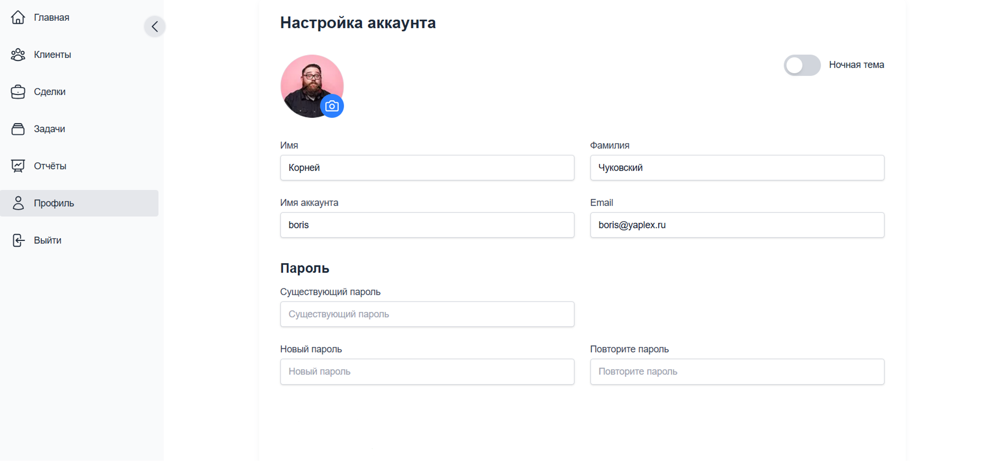 Главная
Клиенты
Сделки
Задачи
Отчёты
Профиль
Выйти
Настройка аккаунта
Ночная тема
Имя
Фамилия
Корней
Чуковский
Имя аккаунта
Email
boris
boris@yaplex.ru
Пароль
Существующий пароль
Существующий пароль
Новый пароль
Повторите пароль
Новый пароль
Повторите пароль